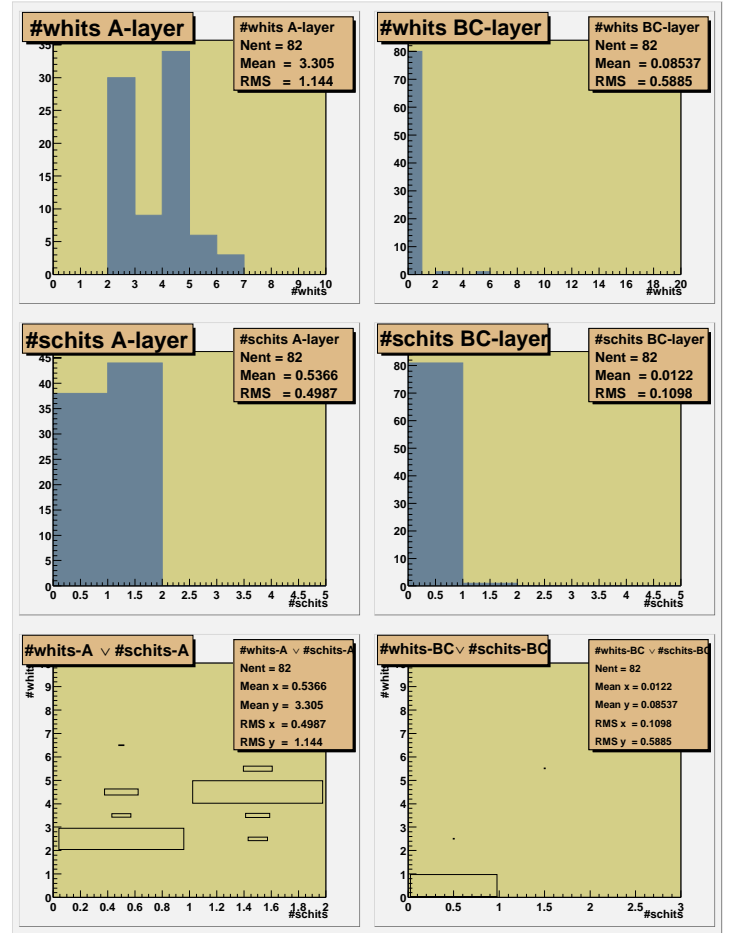 #whits A-layer
#whits A-layer
Nent = 82
Mean = 3.305
RMS = 1.144
35
30
25
20
15
10
5
0
0 1 2 3 4 5 6 7 8 9 10
#whits
#whits BC-layer
#whits BC-layer
Nent = 82
Mean = 0.08537
RMS = 0.5885
80
70
60
50
40
30
20
10
0
0 2 4 6 8 10 12 14 16 18 20
#whits
#schits A-layer
#schits A-layer
Nent = 82
Mean = 0.5366
RMS = 0.4987
45
40
35
30
25
20
15
10
5
0
0 0.5 1 1.5 2 2.5 3 3.5 4 4.5 5
#schits
#schits BC-layer
#schits BC-layer
Nent = 82
Mean = 0.0122
RMS = 0.1098
80
70
60
50
40
30
20
10
0
0 0.5 1 1.5 2 2.5 3 3.5 4 4.5 5
#schits
#whits-A ∨ #schits-A
#whits-A ∨ #schits-A
Nent = 82
Mean x = 0.5366
Mean y = 3.305
RMS x = 0.4987
RMS y = 1.144
9
8
7
6
5
4
3
2
1
0
0 0.2 0.4 0.6 0.8 1 1.2 1.4 1.6 1.8 2
#schits
#whits-BC ∨ #schits-BC
#whits-BC ∨ #schits-BC
Nent = 82
Mean x = 0.0122
Mean y = 0.08537
RMS x = 0.1098
RMS y = 0.5885
9
8
7
6
5
4
3
2
1
0
0 0.5 1 1.5 2 2.5 3
#schits